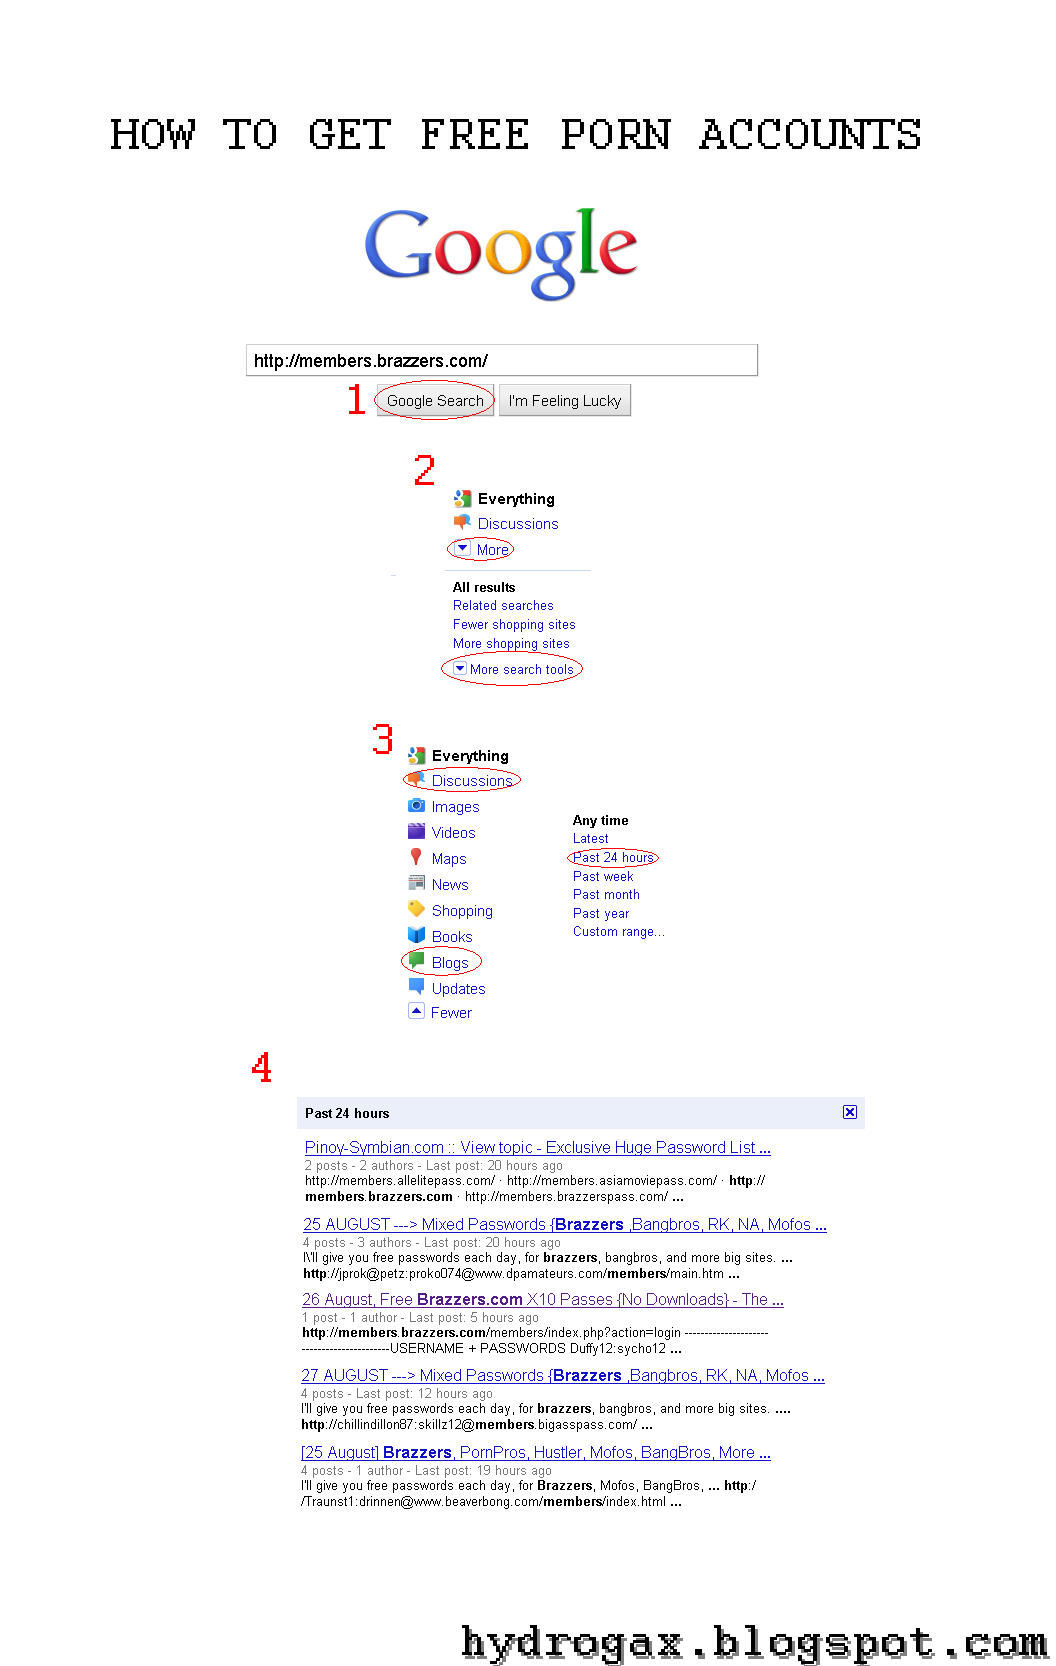 HOW TO GET FREE PORN ACCOUNTS
Google
http://members.brazzers.com/
1 Google Search I'm Feeling Lucky
2
Everything
Discussions
More
All results
Related searches
Fewer shopping sites
More shopping sites
More search tools
3
Everything
Discussions
Images
Videos
Maps
News
Shopping
Books
Blogs
Updates
Fewer
Any time
Latest
Past 24 hours
Past week
Past month
Past year
Custom range...
4
Past 24 hours
Pinoy-Symbian.com :: View topic - Exclusive Huge Password List ...
2 posts - 2 authors - Last post: 20 hours ago
http://members.allelitepass.com/ · http://members.asiamoviepass.com/ · http://
members.brazzers.com · http://members.brazzerspass.com/ ...
25 AUGUST ---> Mixed Passwords {Brazzers ,Bangbros, RK, NA, Mofos ...
4 posts - 3 authors - Last post: 20 hours ago
I\'ll give you free passwords each day, for brazzers, bangbros, and more big sites. ...
http://jprok@petz:proko074@www.dpamateurs.com/members/main.htm ...
26 August, Free Brazzers.com X10 Passes {No Downloads} - The ...
1 post - 1 author - Last post: 5 hours ago
http://members.brazzers.com/members/index.php?action=login ---------------------
----------------------USERNAME + PASSWORDS Duffy12:sycho12 ...
27 AUGUST ---> Mixed Passwords {Brazzers ,Bangbros, RK, NA, Mofos ...
4 posts - Last post: 12 hours ago
I'll give you free passwords each day, for brazzers, bangbros, and more big sites. ....
http://chillindillon87:skillz12@members.bigasspass.com/ ...
[25 August] Brazzers, PornPros, Hustler, Mofos, BangBros, More ...
4 posts - 1 author - Last post: 19 hours ago
I'll give you free passwords each day, for Brazzers, Mofos, BangBros, ... http:/
/Traunst1:drinnen@www.beaverbong.com/members/index.html ...
hydrogax.blogspot.com